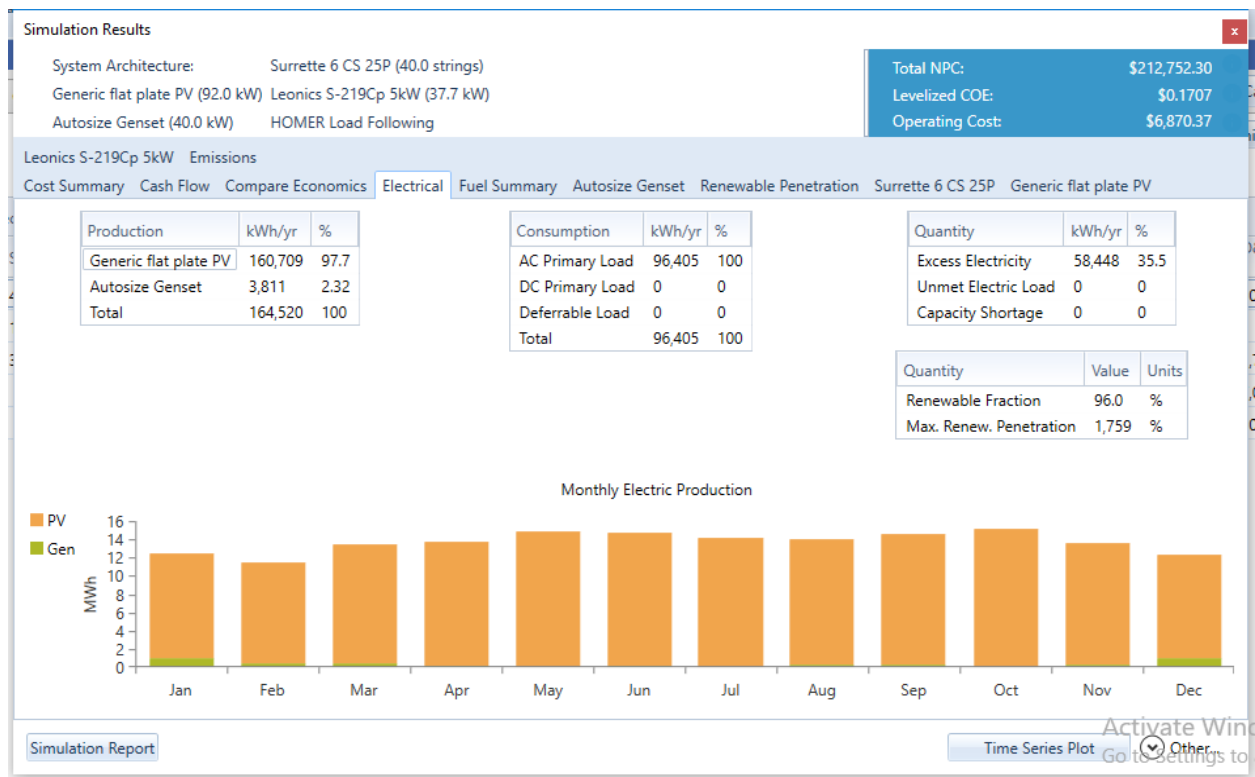 Simulation Results
x
System Architecture: Surrette 6 CS 25P (40.0 strings)
Generic flat plate PV (92.0 kW) Leonics S-219Cp 5kW (37.7 kW)
Autosize Genset (40.0 kW) HOMER Load Following
Total NPC: $212,752.30
Levelized COE: $0.1707
Operating Cost: $6,870.37
Leonics S-219Cp 5kW Emissions
Cost Summary Cash Flow Compare Economics Electrical Fuel Summary Autosize Genset Renewable Penetration Surrette 6 CS 25P Generic flat plate PV
Production kWh/yr %
Generic flat plate PV 160,709 97.7
Autosize Genset 3,811 2.32
Total 164,520 100
Consumption kWh/yr %
AC Primary Load 96,405 100
DC Primary Load 0 0
Deferrable Load 0 0
Total 96,405 100
Quantity kWh/yr %
Excess Electricity 58,448 35.5
Unmet Electric Load 0 0
Capacity Shortage 0 0
Quantity Value Units
Renewable Fraction 96.0 %
Max. Renew. Penetration 1,759 %
Monthly Electric Production
PV
Gen
MWh
16
14
12
10
8
6
4
2
0
Jan Feb Mar Apr May Jun Jul Aug Sep Oct Nov Dec
Activate Wind
Go to Settings to
Simulation Report Time Series Plot Other...